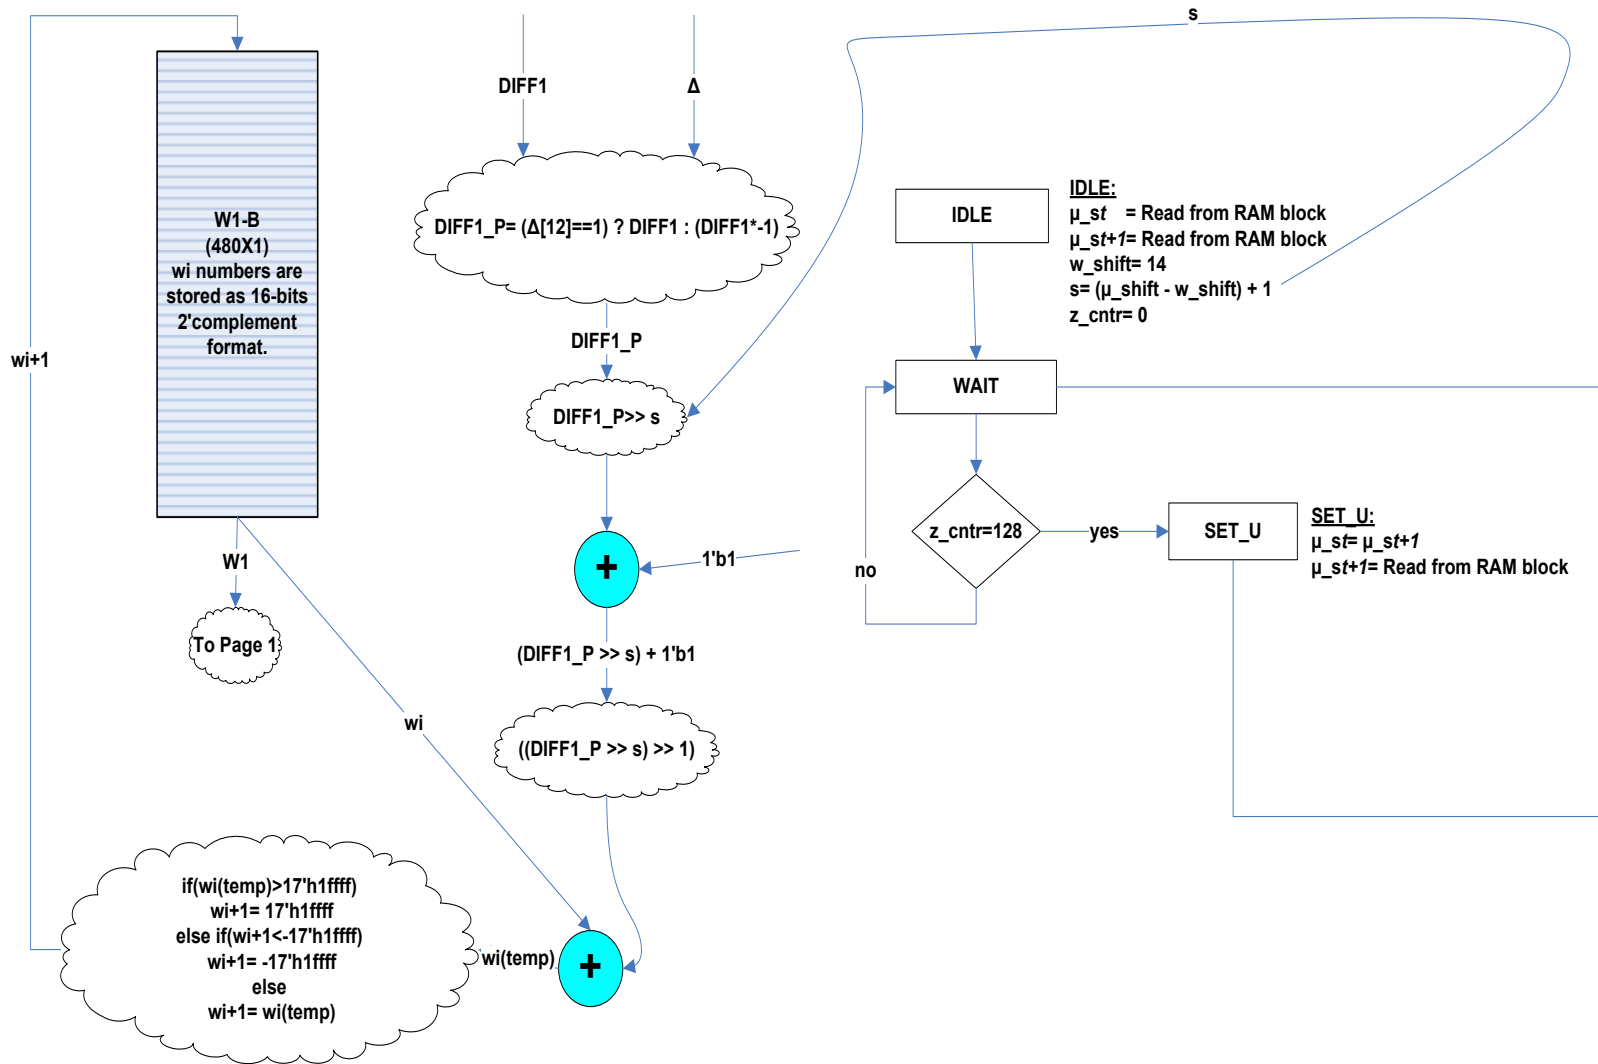 s
DIFF1
Δ
W1-B
(480X1)
wi numbers are
stored as 16-bits
2'complement
format.
DIFF1_P= (Δ[12]==1) ? DIFF1 : (DIFF1*-1)
IDLE
IDLE:
μ_st = Read from RAM block
μ_st+1= Read from RAM block
w_shift= 14
s= (μ_shift - w_shift) + 1
z_cntr= 0
wi+1
DIFF1_P
WAIT
DIFF1_P>> s
z_cntr=128
yes
no
SET_U
SET_U:
μ_st= μ_st+1
μ_st+1= Read from RAM block
+
1'b1
W1
To Page 1
(DIFF1_P >> s) + 1'b1
wi
((DIFF1_P >> s) >> 1)
if(wi(temp)>17'h1ffff)
wi+1= 17'h1ffff
else if(wi+1<-17'h1ffff)
wi+1= -17'h1ffff
else
wi+1= wi(temp)
wi(temp)
+